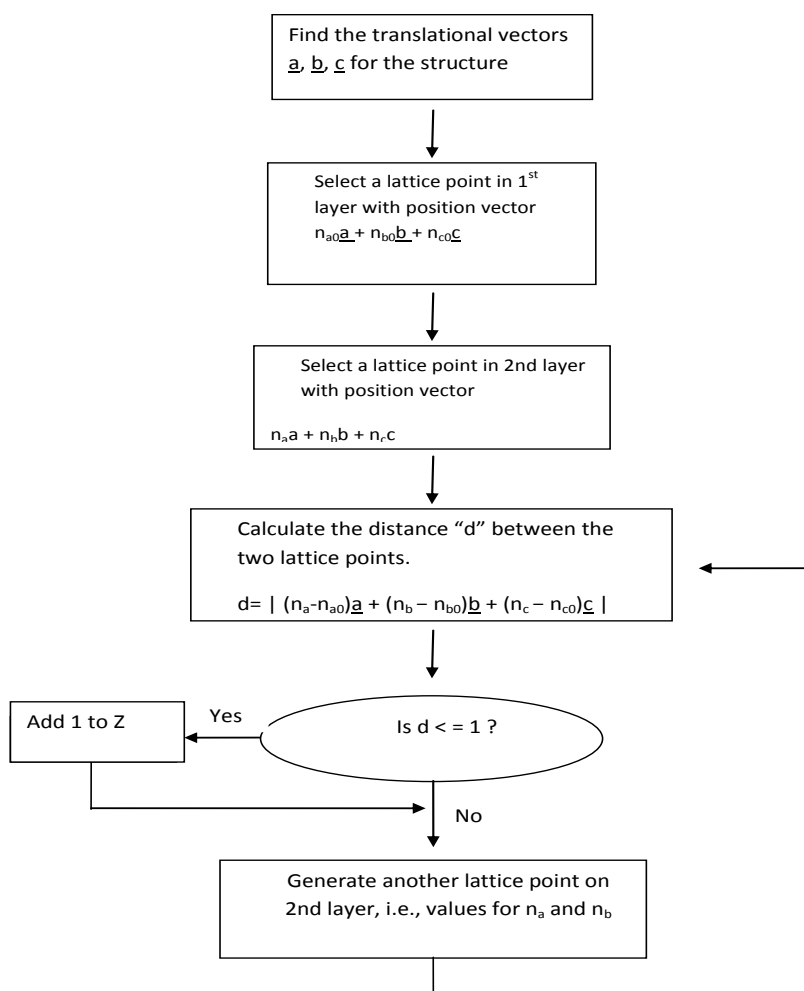 Find the translational vectors
a, b, c for the structure
Select a lattice point in 1st
layer with position vector
na0a + nb0b + nc0c
Select a lattice point in 2nd layer
with position vector
naa + nbb + ncc
Calculate the distance “d” between the
two lattice points.
d= | (na-na0)a + (nb – nb0)b + (nc – nc0)c |
Is d < = 1 ?
Yes
Add 1 to Z
No
Generate another lattice point on
2nd layer, i.e., values for na and nb